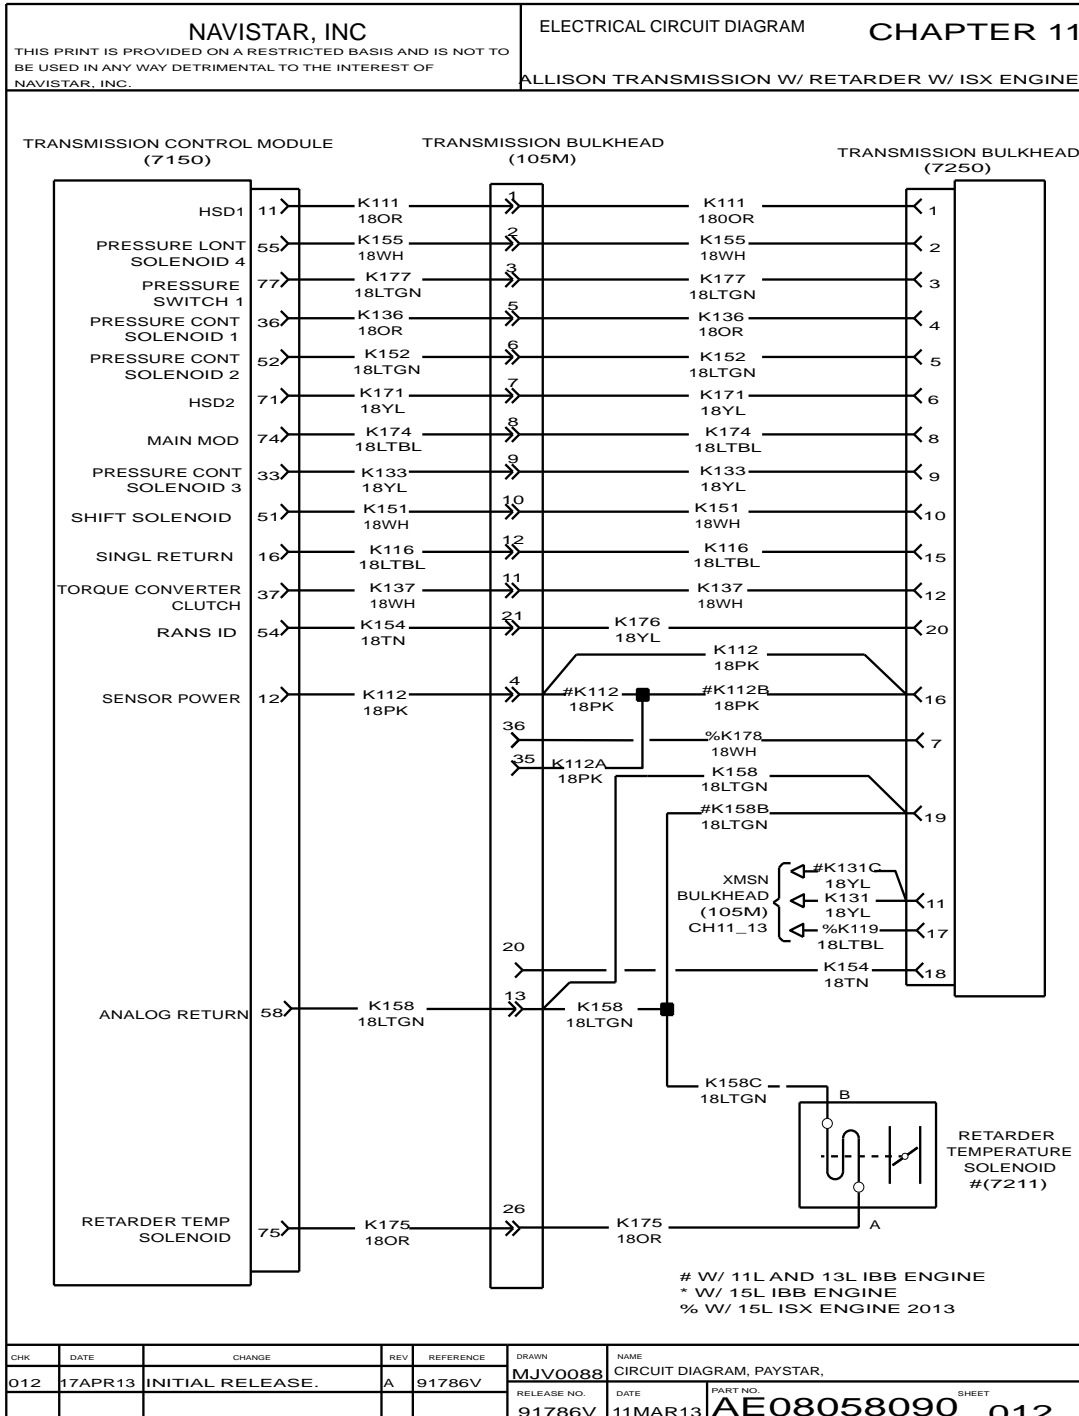 NAVISTAR, INC
THIS PRINT IS PROVIDED ON A RESTRICTED BASIS AND IS NOT TO
BE USED IN ANY WAY DETRIMENTAL TO THE INTEREST OF
NAVISTAR, INC.
ELECTRICAL CIRCUIT DIAGRAM
CHAPTER 11
ALLISON TRANSMISSION W/ RETARDER W/ ISX ENGINE
TRANSMISSION CONTROL MODULE
(7150)
TRANSMISSION BULKHEAD
(105M)
TRANSMISSION BULKHEAD
(7250)
HSD1 11 K111 1 K111 1
18OR 180OR
PRESSURE LONT 55 K155 2 K155 2
SOLENOID 4 18WH 18WH
PRESSURE 77 K177 3 K177 3
SWITCH 1 18LTGN 18LTGN
PRESSURE CONT 36 K136 5 K136 4
SOLENOID 1 18OR 18OR
PRESSURE CONT 52 K152 6 K152 5
SOLENOID 2 18LTGN 18LTGN
HSD2 71 K171 7 K171 6
18YL 18YL
MAIN MOD 74 K174 8 K174 8
18LTBL 18LTBL
PRESSURE CONT 33 K133 9 K133 9
SOLENOID 3 18YL 18YL
SHIFT SOLENOID 51 K151 10 K151 10
18WH 18WH
SINGL RETURN 16 K116 12 K116 15
18LTBL 18LTBL
TORQUE CONVERTER 37 K137 11 K137 12
CLUTCH 18WH 18WH
RANS ID 54 K154 21 K176 20
18TN 18YL
K112
18PK
SENSOR POWER 12 K112 4 #K112 #K112B 16
18PK 18PK 18PK
36 %K178 7
18WH
35 K112A
18PK
K158
18LTGN
#K158B 19
18LTGN
XMSN
BULKHEAD
(105M)
CH11_13
#K131C
18YL
K131 11
18YL
%K119 17
18LTBL
20 K154 18
18TN
ANALOG RETURN 58 K158 13 K158
18LTGN 18LTGN
K158C B
18LTGN
RETARDER
TEMPERATURE
SOLENOID
#(7211)
RETARDER TEMP 75 K175 26 K175 A
SOLENOID 18OR 18OR
# W/ 11L AND 13L IBB ENGINE
* W/ 15L IBB ENGINE
% W/ 15L ISX ENGINE 2013
CHK DATE CHANGE REV REFERENCE DRAWN NAME
012 17APR13 INITIAL RELEASE. A 91786V MJV0088 CIRCUIT DIAGRAM, PAYSTAR,
RELEASE NO. DATE PART NO. SHEET
91786V 11MAR13 AE08058090 012